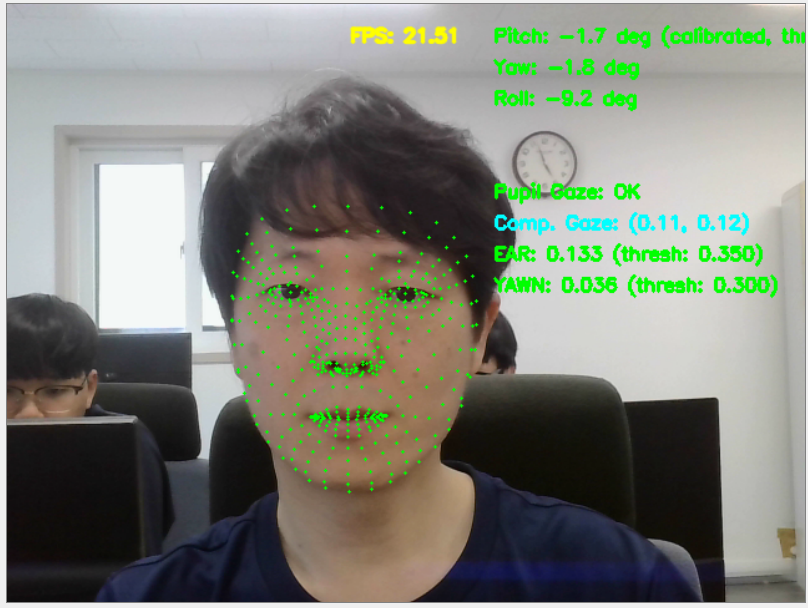 FPS: 21.51
Pitch: -1.7 deg (calibrated, thr
Yaw: -1.8 deg
Roll: -9.2 deg
Pupil Gaze: OK
Comp. Gaze: (0.11, 0.12)
EAR: 0.133 (thresh: 0.350)
YAWN: 0.036 (thresh: 0.300)